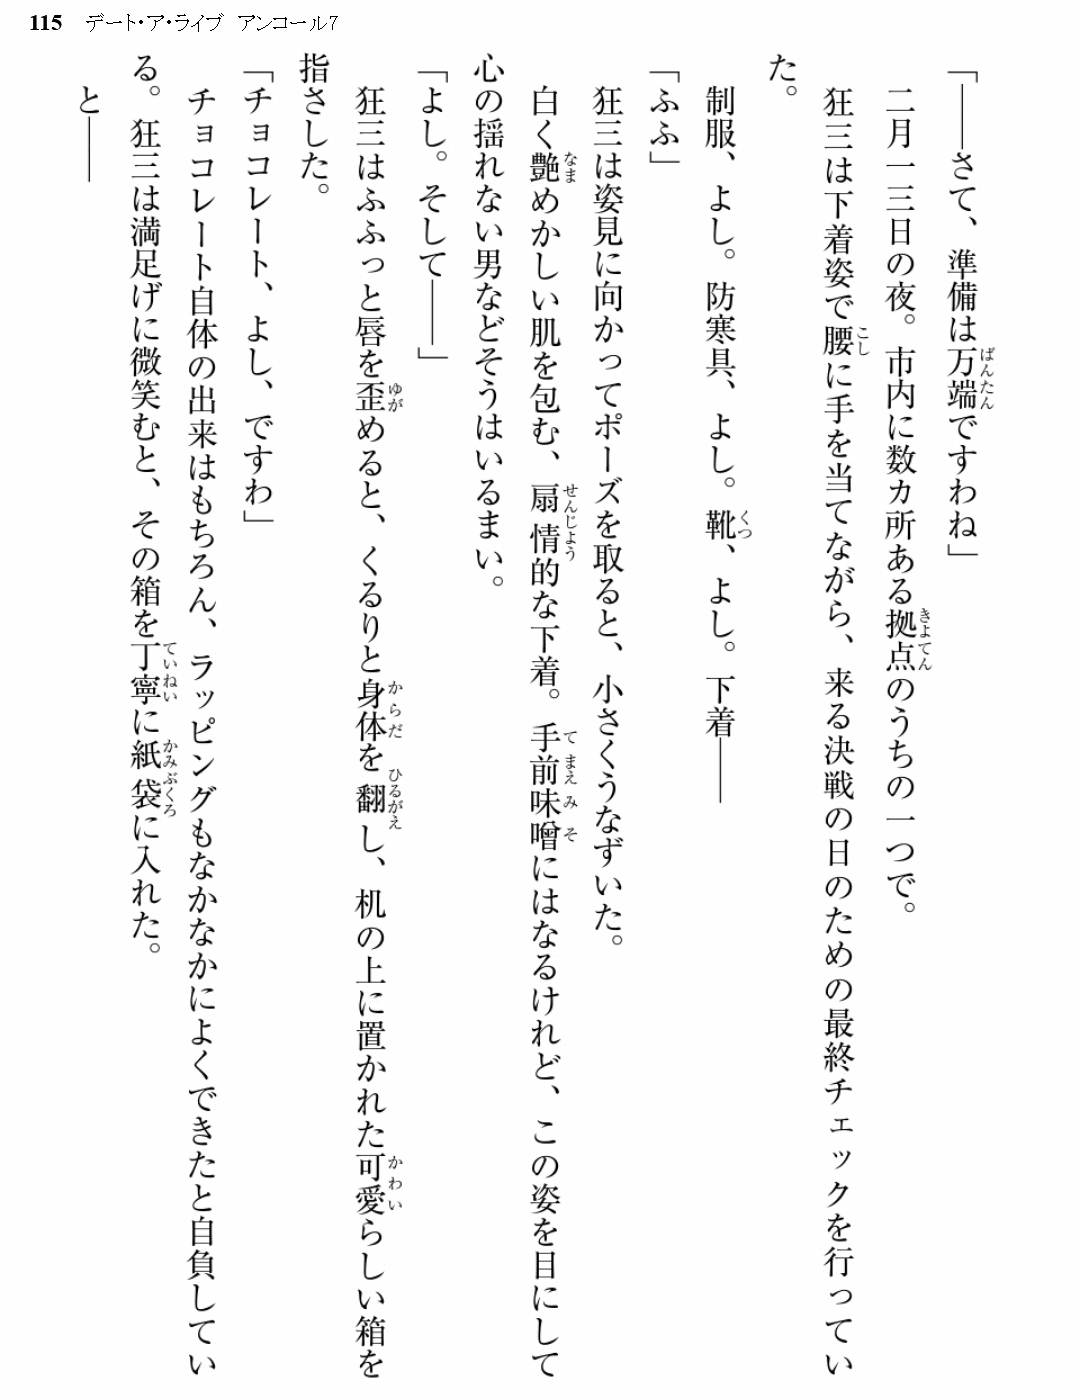 115 デート・ア・ライブ アンコール7
「――さて、準備は万端ですわね」
二月一三日の夜。市内に数ヵ所ある拠点のうちの一つで。
狂三は下着姿で腰に手を当てながら、来る決戦の日のための最終チェックを行ってい
た。
制服、よし。防寒具、よし。靴、よし。下着――
「ふふ」
狂三は姿見に向かってポーズを取ると、小さくうなずいた。
白く艶めかしい肌を包む、扇情的な下着。手前味噌にはなるけれど、この姿を目にして
心の揺れない男などそうはいるまい。
「よし。そして――」
狂三はふふっと唇を歪めると、くるりと身体を翻し、机の上に置かれた可愛らしい箱を
指さした。
「チョコレート、よし、ですわ」
チョコレート自体の出来はもちろん、ラッピングもなかなかによくできたと自負してい
る。狂三は満足げに微笑むと、その箱を丁寧に紙袋に入れた。
と――